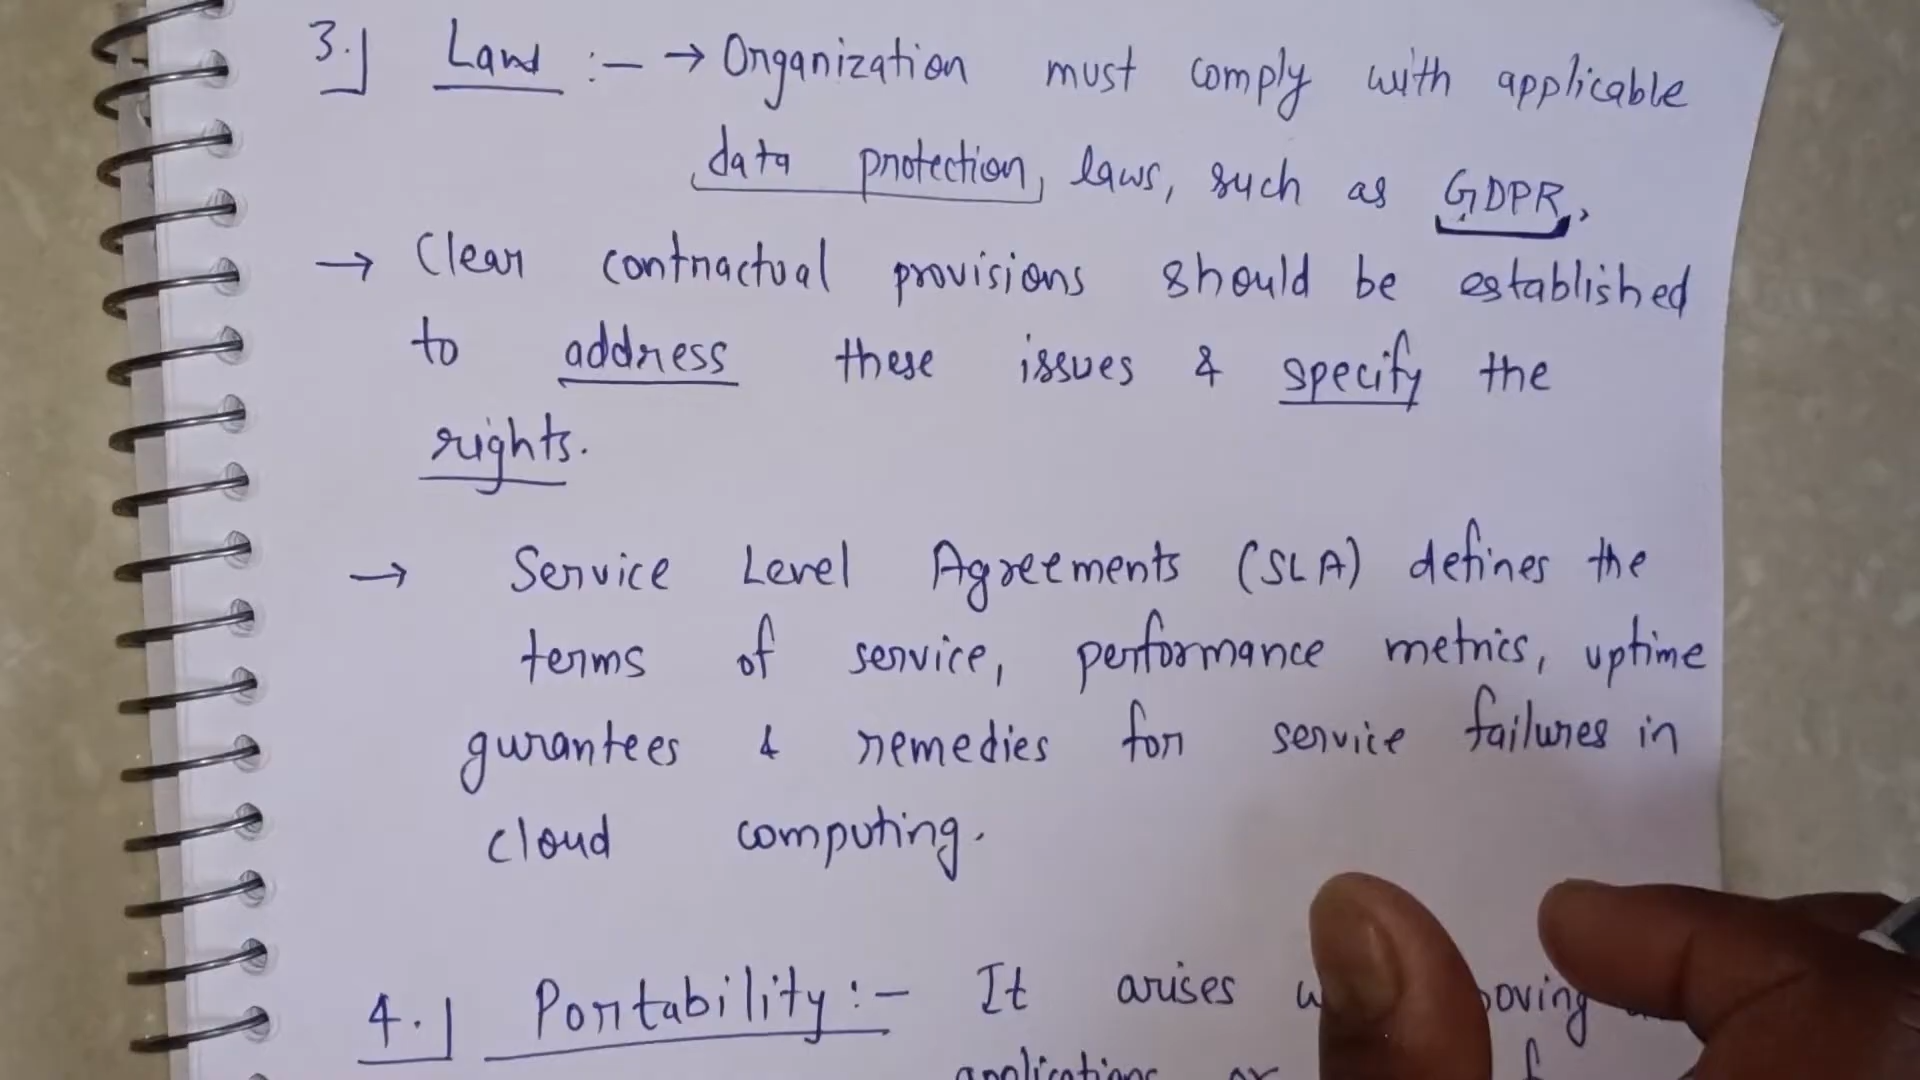 3.] Law :- → Organization must comply with applicable
data protection, laws, such as GDPR,
→ Clear contractual provisions should be established
to address these issues & specify the
rights.
→ Service Level Agreements (SLA) defines the
terms of service, performance metrics, uptime
gurantees & remedies for service failures in
cloud computing.
4.] Portability :- It arises
applications or